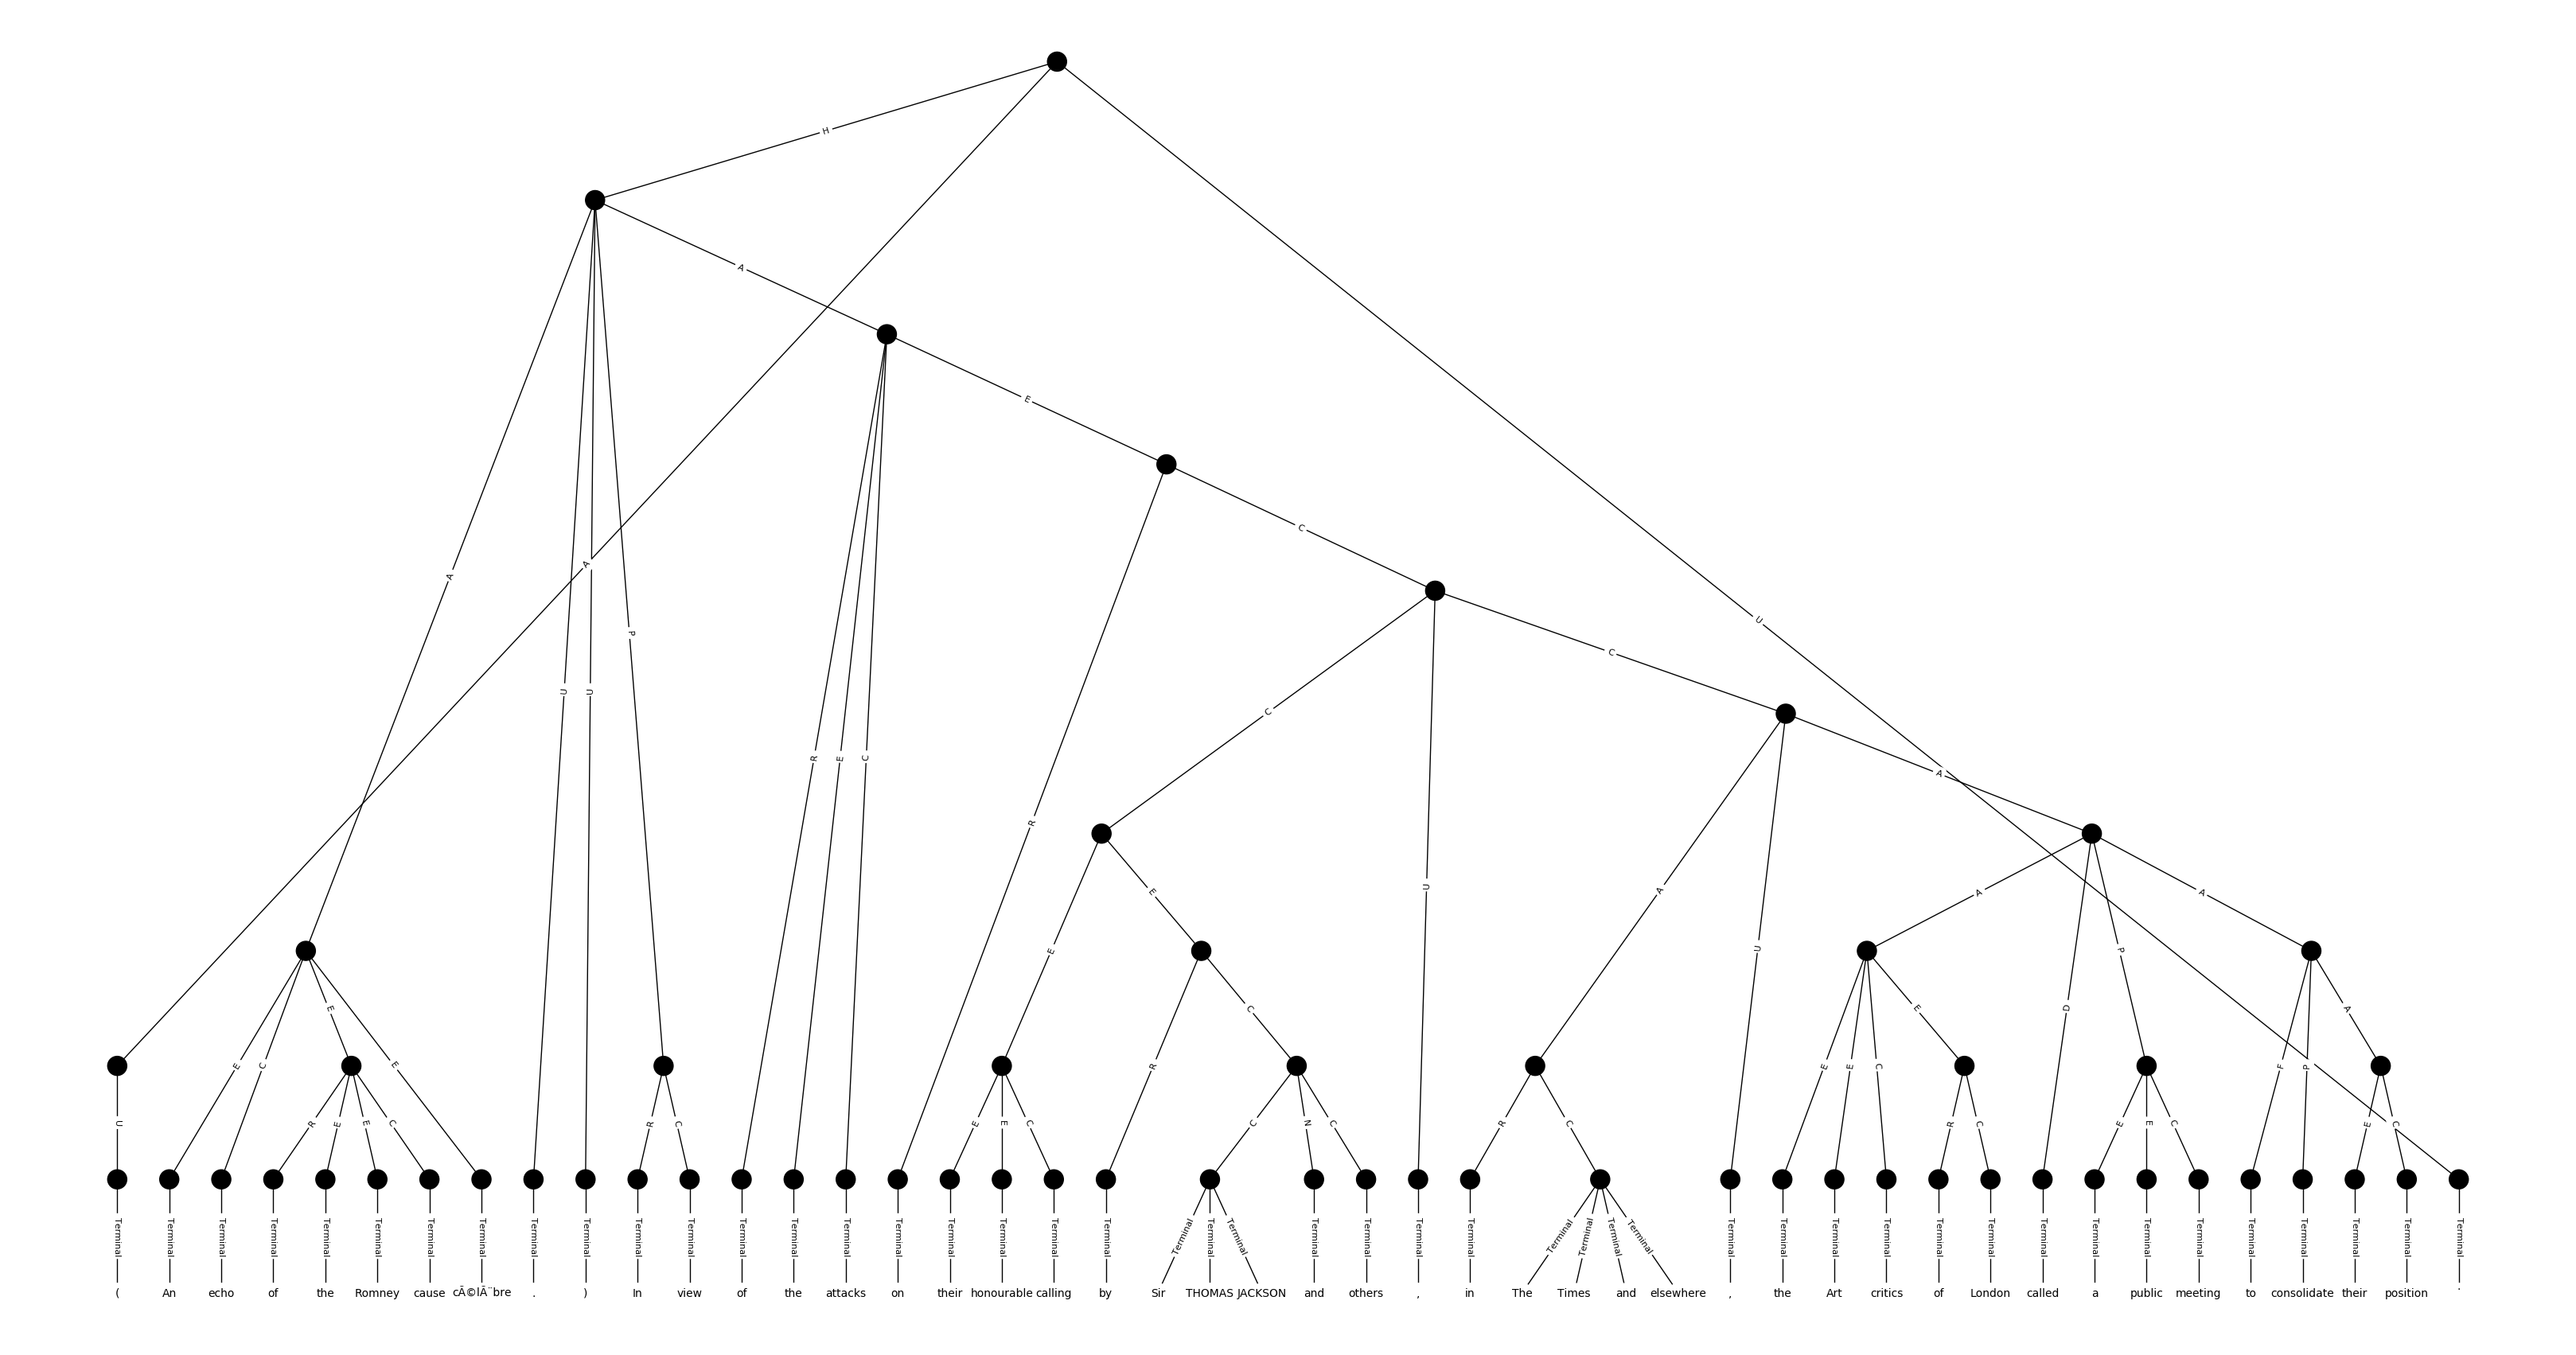 H
A
E
C
A
A
U
C
P
U
U
C
R
E
C
A
C
R
E
U
A
A
A
E
P
U
E
C
D
A
E
C
E
E
R
E
E
C
F
P
U
R
E
E
C
R
C
E
E
C
C
N
C
R
C
R
C
E
E
C
E
C
Terminal Terminal Terminal Terminal Terminal Terminal Terminal Terminal Terminal Terminal Terminal Terminal Terminal Terminal Terminal Terminal Terminal Terminal Terminal Terminal Terminal Terminal Terminal Terminal Terminal Terminal Terminal Terminal Terminal Terminal Terminal Terminal Terminal Terminal Terminal Terminal Terminal Terminal Terminal Terminal Terminal Terminal Terminal Terminal Terminal Terminal
( An echo of the Romney cause cÃ©lÃ¨bre . ) In view of the attacks on their honourable calling by Sir THOMAS JACKSON and others , in The Times and elsewhere , the Art critics of London called a public meeting to consolidate their position .